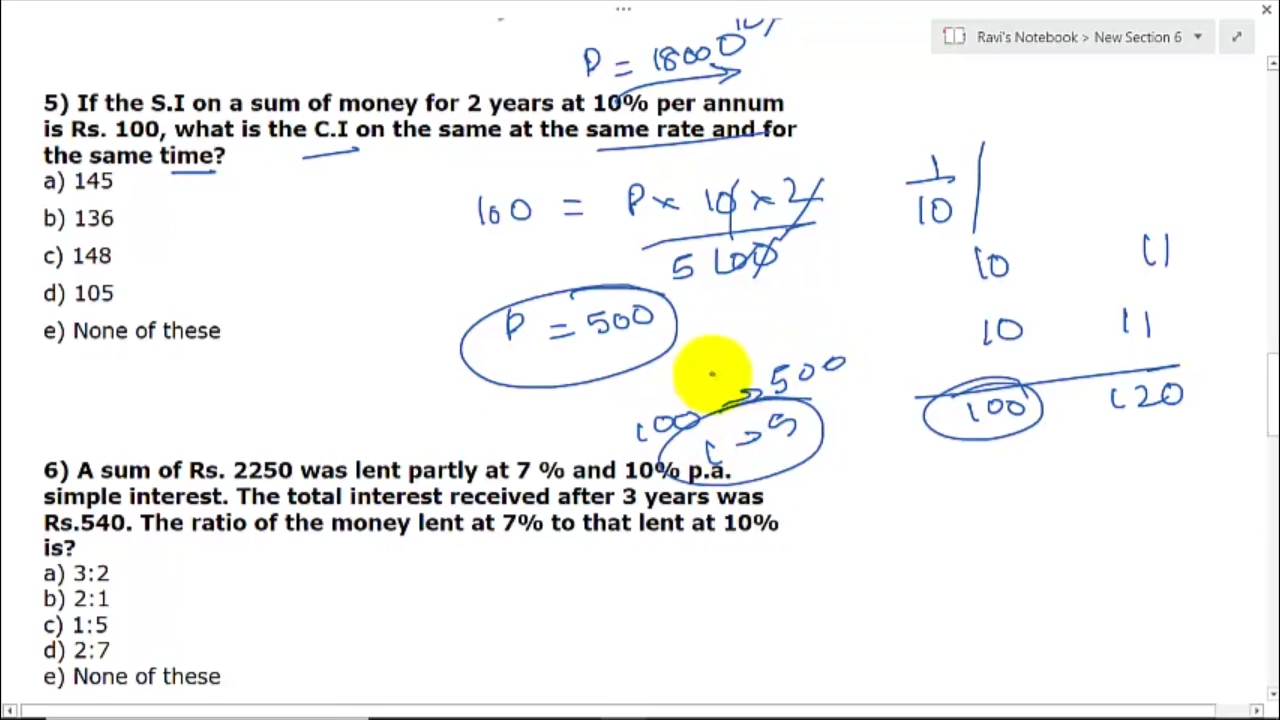 ...
Ravi's Notebook > New Section 6
P = 18000
5) If the S.I on a sum of money for 2 years at 10% per annum
is Rs. 100, what is the C.I on the same at the same rate and for
the same time?
a) 145
b) 136
c) 148
d) 105
e) None of these
100 = P x 10 x 2
5 100
P = 500
1
10
10 11
10 11
100 120
100 → 500
1 → 5
6) A sum of Rs. 2250 was lent partly at 7 % and 10% p.a.
simple interest. The total interest received after 3 years was
Rs.540. The ratio of the money lent at 7% to that lent at 10%
is?
a) 3:2
b) 2:1
c) 1:5
d) 2:7
e) None of these